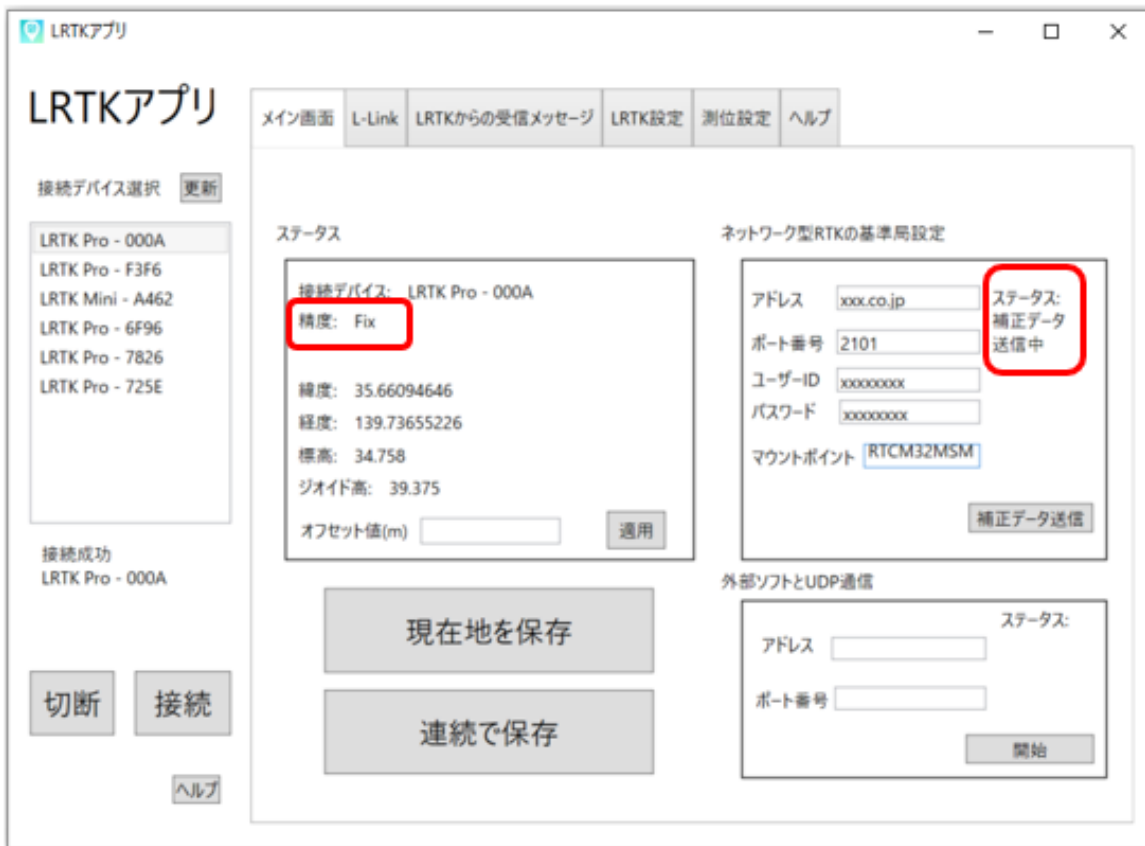 LRTKアプリ
LRTKアプリ
メイン画面 L-Link LRTKからの受信メッセージ LRTK設定 測位設定 ヘルプ
接続デバイス選択 更新
LRTK Pro - 000A
LRTK Pro - F3F6
LRTK Mini - A462
LRTK Pro - 6F96
LRTK Pro - 7826
LRTK Pro - 725E
接続成功
LRTK Pro - 000A
切断 接続
ヘルプ
ステータス
接続デバイス: LRTK Pro - 000A
精度: Fix
緯度: 35.66094646
経度: 139.73655226
標高: 34.758
ジオイド高: 39.375
オフセット値(m) 適用
現在地を保存
連続で保存
ネットワーク型RTKの基準局設定
アドレス xxx.co.jp
ポート番号 2101
ユーザーID xxxxxxxx
パスワード xxxxxxxx
マウントポイント RTCM32MSM
ステータス:
補正データ
送信中
補正データ送信
外部ソフトとUDP通信
ステータス:
アドレス
ポート番号
開始